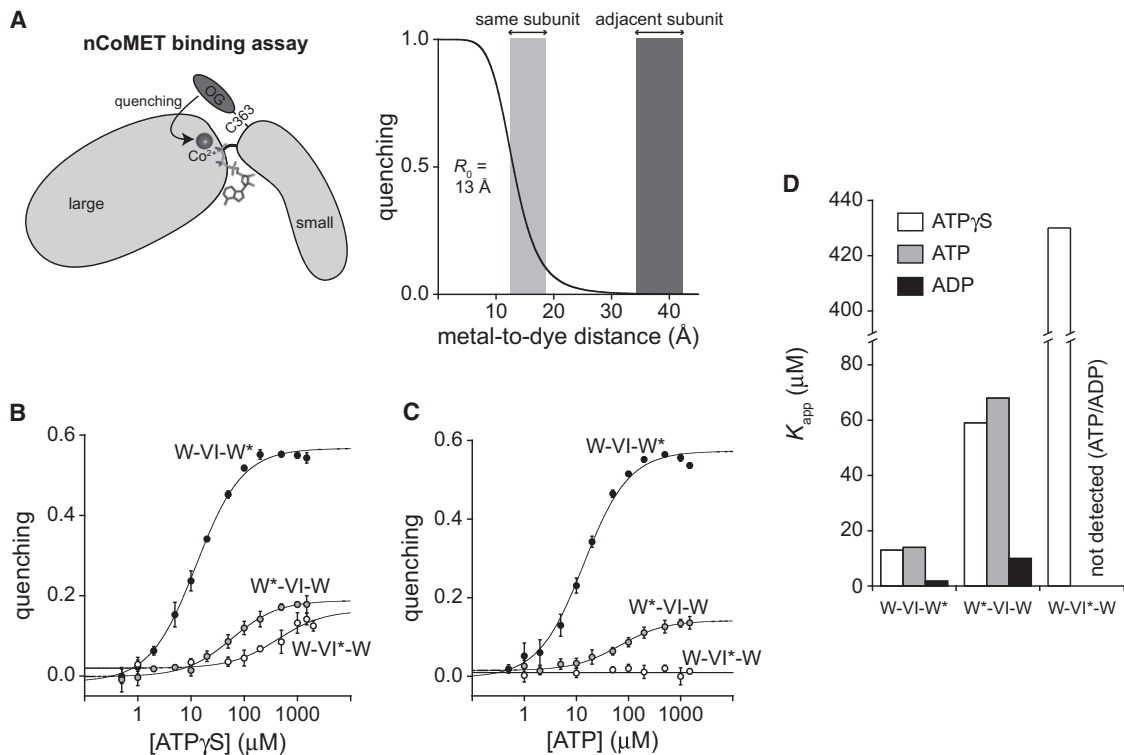 A
nCoMET binding assay
quenching
OG
C363
Co²⁺
large
small
same subunit
adjacent subunit
1.0
0.5
0.0
quenching
R₀ =
13 Å
10
20
30
40
metal-to-dye distance (Å)
B
0.6
0.4
0.2
0.0
quenching
W-VI-W*
W*-VI-W
W-VI*-W
1
10
100
1000
[ATPγS] (μM)
C
0.6
0.4
0.2
0.0
quenching
W-VI-W*
W*-VI-W
W-VI*-W
1
10
100
1000
[ATP] (μM)
D
440
420
400
80
60
40
20
0
Kapp (μM)
ATPγS
ATP
ADP
not detected (ATP/ADP)
W-VI-W*
W*-VI-W
W-VI*-W